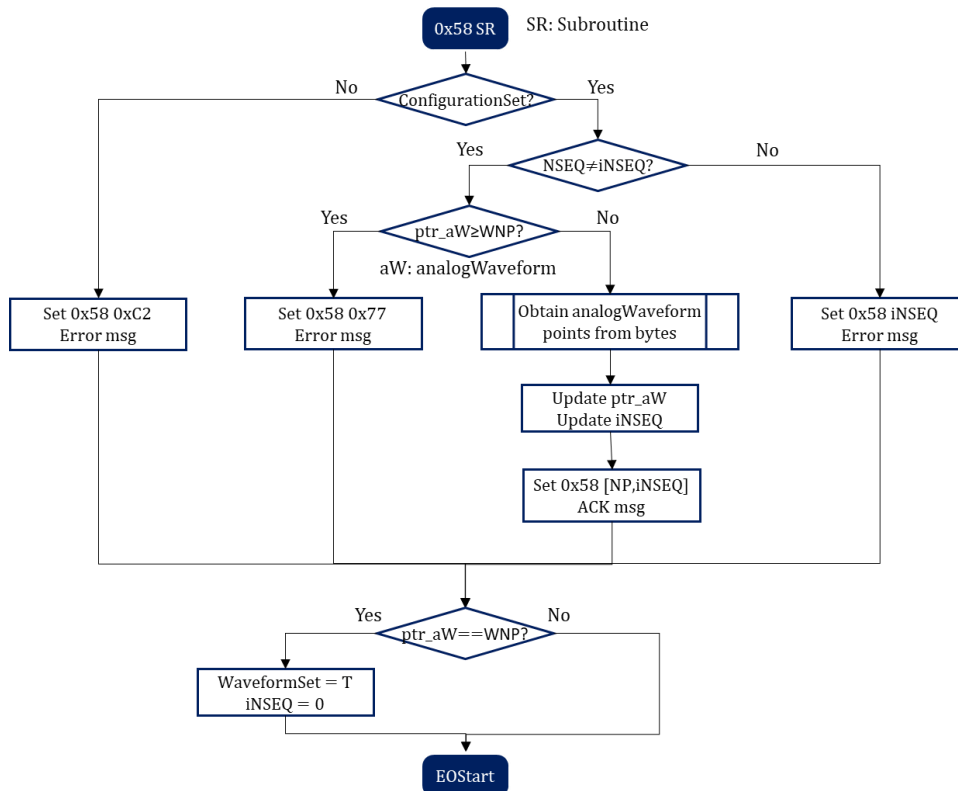 0x58 SR
SR: Subroutine
No
ConfigurationSet?
Yes
Yes
NSEQ≠iNSEQ?
No
Yes
ptr_aW≥WNP?
No
aW: analogWaveform
Set 0x58 0xC2
Error msg
Set 0x58 0x77
Error msg
Obtain analogWaveform
points from bytes
Set 0x58 iNSEQ
Error msg
Update ptr_aW
Update iNSEQ
Set 0x58 [NP,iNSEQ]
ACK msg
Yes
ptr_aW==WNP?
No
WaveformSet = T
iNSEQ = 0
EOStart